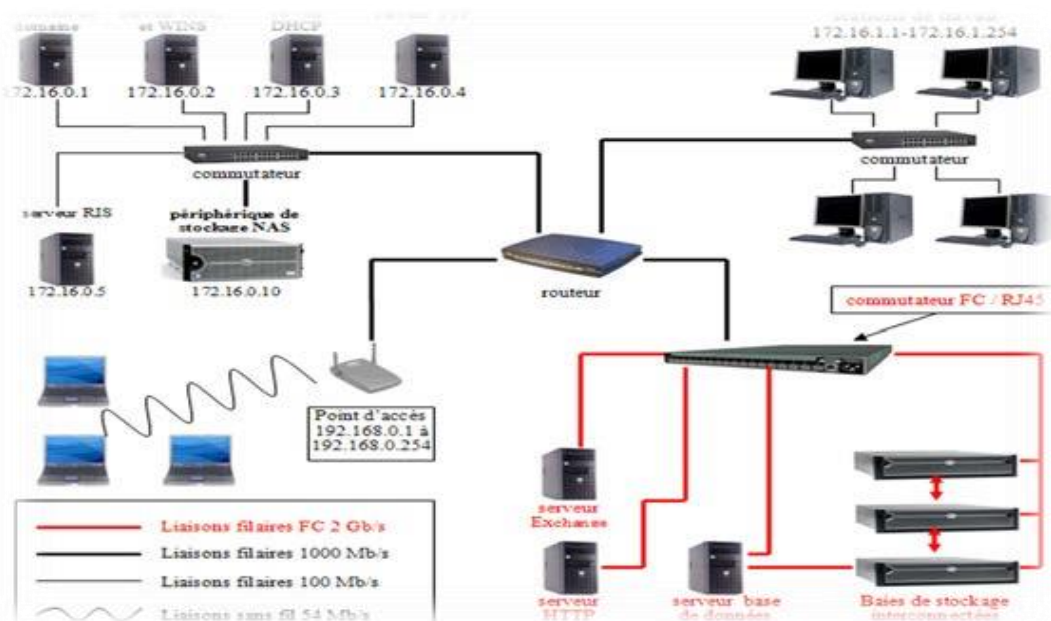 domaine
et WINS
DHCP
172.16.0.1
172.16.0.2
172.16.0.3
172.16.0.4
172.16.1.1-172.16.1.254
commutateur
commutateur
serveur RIS
périphérique de
stockage NAS
172.16.0.5
172.16.0.10
routeur
commutateur FC / RJ45
Point d'accès
192.168.0.1 à
192.168.0.254
serveur
Exchange
serveur
HTTP
serveur base
de données
Baies de stockage
interconnectées
Liaisons filaires FC 2 Gb/s
Liaisons filaires 1000 Mb/s
Liaisons filaires 100 Mb/s
Liaisons sans fil 54 Mb/s